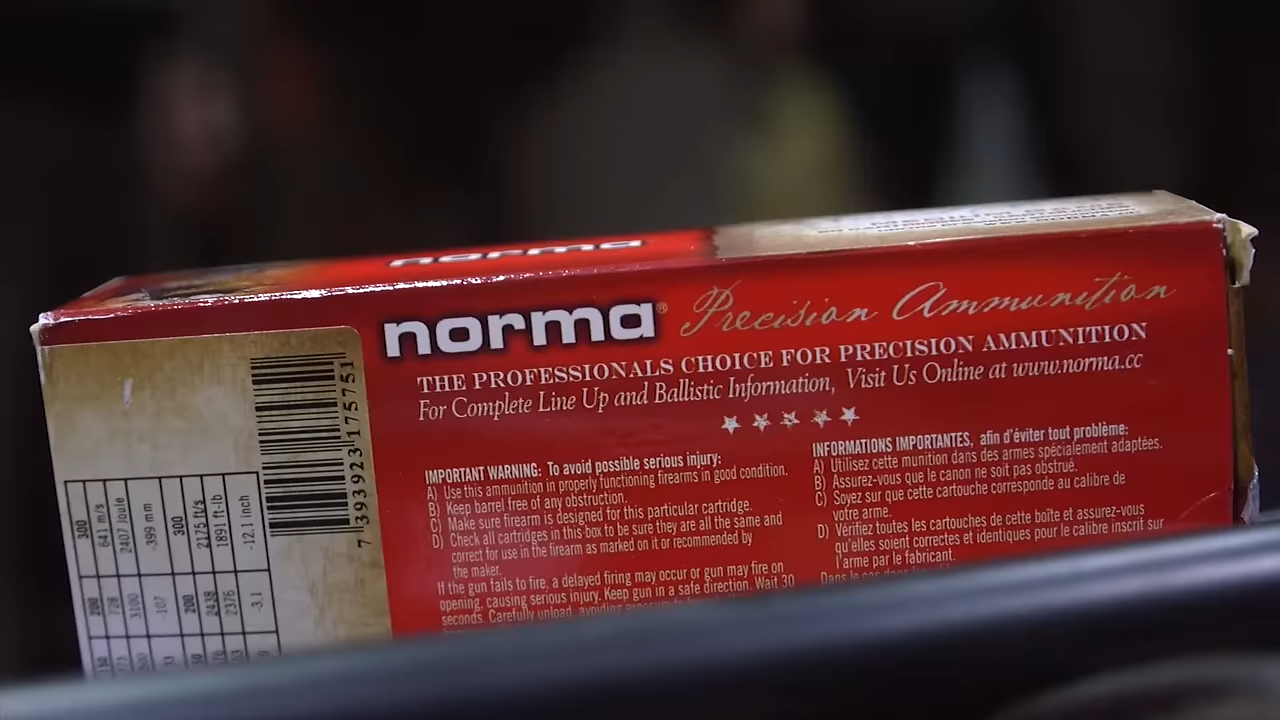 norma
norma® Precision Ammunition
THE PROFESSIONALS CHOICE FOR PRECISION AMMUNITION
For Complete Line Up and Ballistic Information, Visit Us Online at www.norma.cc
IMPORTANT WARNING: To avoid possible serious injury:
A) Use this ammunition in properly functioning firearms in good condition.
B) Keep barrel free of any obstruction.
C) Make sure firearm is designed for this particular cartridge.
D) Check all cartridges in this box to be sure they are all the same and
correct for use in the firearm as marked on it or recommended by
the maker.
If the gun fails to fire, a delayed firing may occur or gun may fire on
opening, causing serious injury. Keep gun in a safe direction. Wait 30
seconds. Carefully unload, avoiding
INFORMATIONS IMPORTANTES, afin d'éviter tout problème:
A) Utilisez cette munition dans des armes spécialement adaptées.
B) Assurez-vous que le canon ne soit pas obstrué.
C) Soyez sur que cette cartouche corresponde au calibre de
votre arme.
D) Vérifiez toutes les cartouches de cette boîte et assurez-vous
qu'elles soient correctes et identiques pour le calibre inscrit sur
l'arme par le fabricant.
Dans le cas
7 393923 175751
200 300
728 641 m/s
3100 2407 Joule
-107 -399 mm
200 300
2438 2175 ft/s
2376 1891 ft-lb
-3.1 -12.1 inch